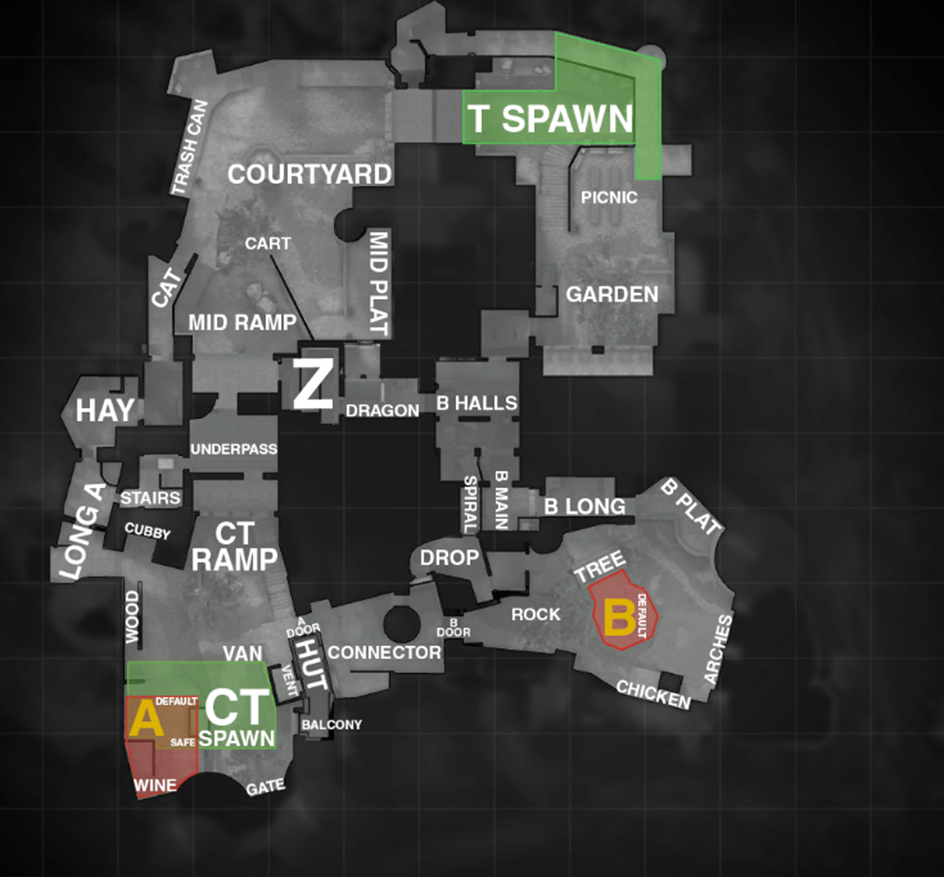 T SPAWN
TRASH CAN
COURTYARD
PICNIC
CART
MID PLAT
CAT
GARDEN
MID RAMP
Z
HAY
DRAGON
B HALLS
UNDERPASS
STAIRS
SPIRAL
B MAIN
B LONG
B PLAT
LONG A
CUBBY
CT
RAMP
DROP
TREE
WOOD
ROCK
B
DEFAULT
A
DOOR
B
DOOR
HUT
CONNECTOR
VAN
VENT
ARCHES
CHICKEN
A
DEFAULT
SAFE
CT
SPAWN
BALCONY
WINE
GATE